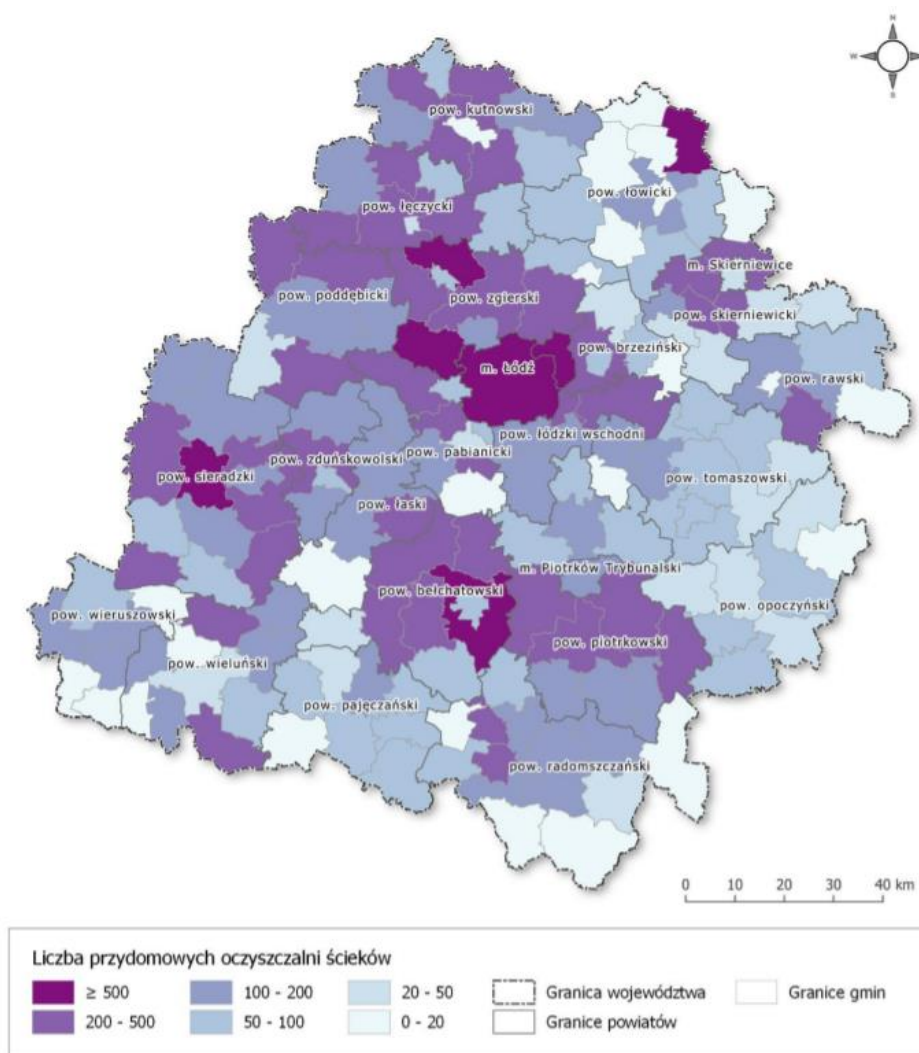 N
W
S
pow. kutnowski
pow. łowicki
pow. łęczycki
m. Skierniewice
pow. poddębicki
pow. zgierski
pow. skierniewicki
pow. brzeziński
m. Łódź
pow. rawski
pow. łódzki wschodni
pow. pabianicki
pow. zduńskowolski
pow. sieradzki
pow. tomaszowski
pow. łaski
m. Piotrków Trybunalski
pow. bełchatowski
pow. opoczyński
pow. wieruszowski
pow. piotrkowski
pow. wieluński
pow. pajęczański
pow. radomszczański
0 10 20 40 km
Liczba przydomowych oczyszczalni ścieków
≥ 500 100 - 200 20 - 50 Granica województwa Granice gmin
200 - 500 50 - 100 0 - 20 Granice powiatów